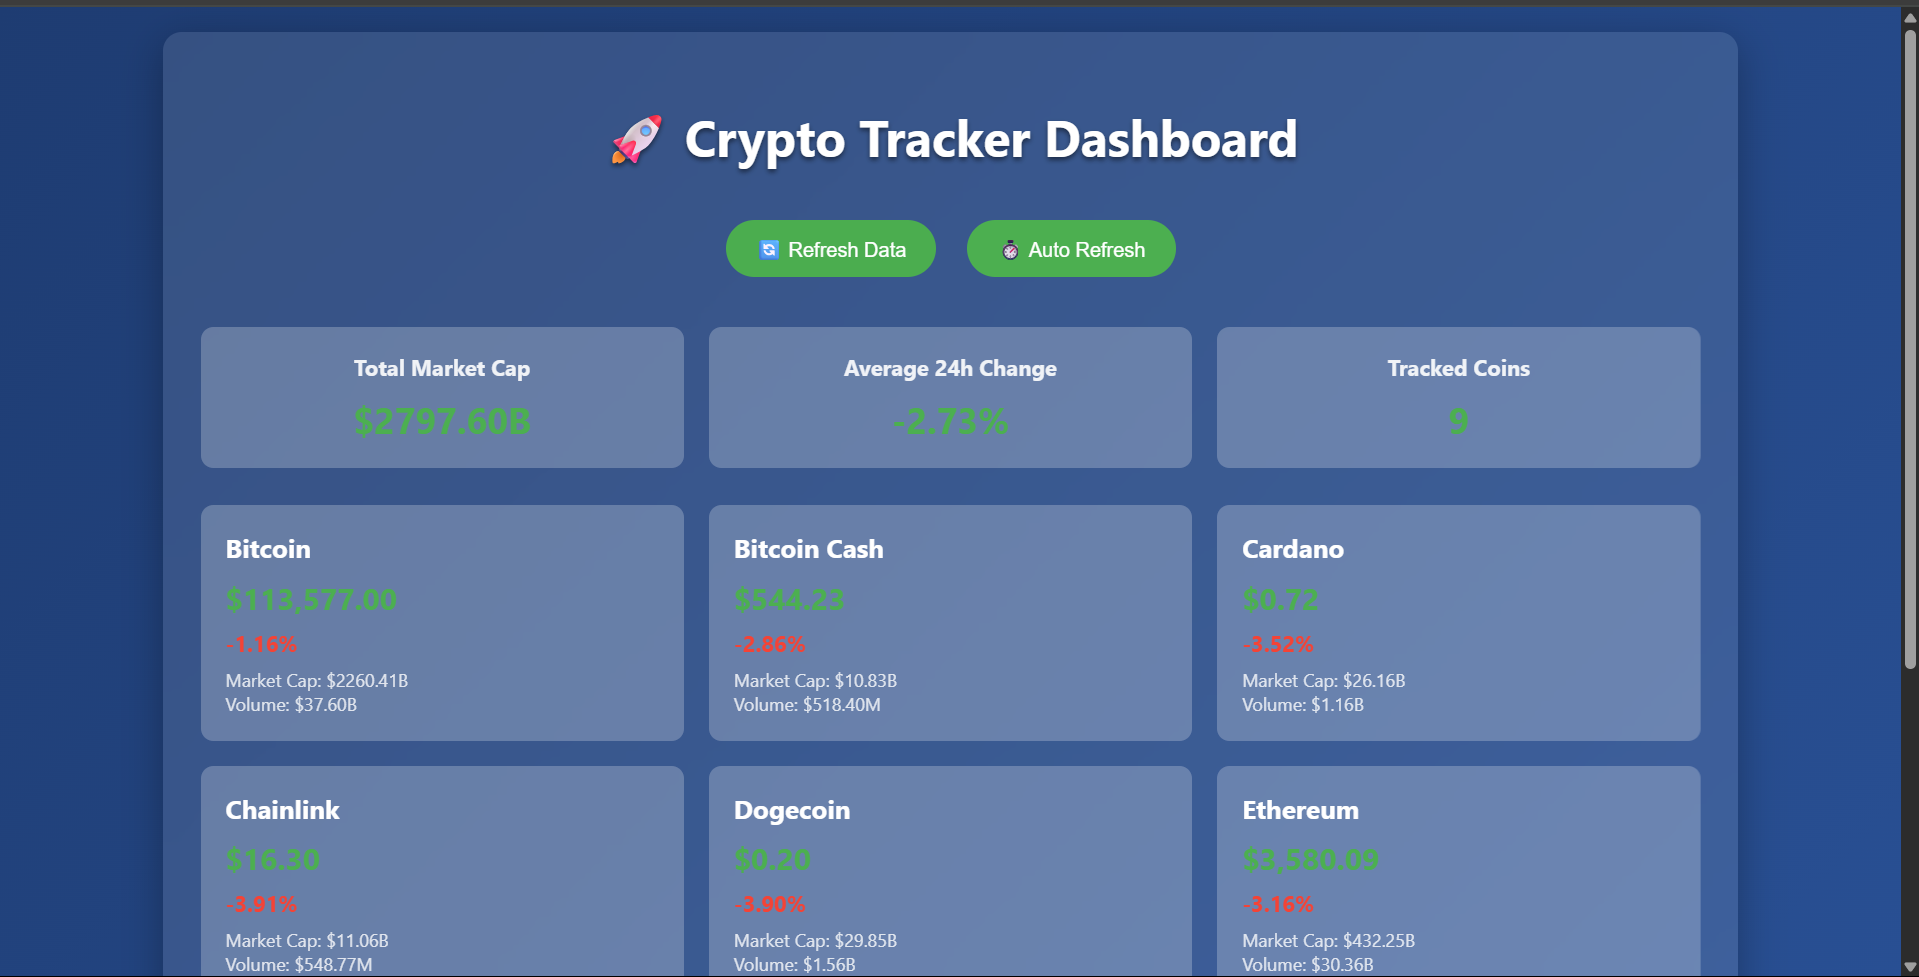 🚀 Crypto Tracker Dashboard
🔄 Refresh Data
⏱️ Auto Refresh
Total Market Cap
$2797.60B
Average 24h Change
-2.73%
Tracked Coins
9
Bitcoin
$113,577.00
-1.16%
Market Cap: $2260.41B
Volume: $37.60B
Bitcoin Cash
$544.23
-2.86%
Market Cap: $10.83B
Volume: $518.40M
Cardano
$0.72
-3.52%
Market Cap: $26.16B
Volume: $1.16B
Chainlink
$16.30
-3.91%
Market Cap: $11.06B
Volume: $548.77M
Dogecoin
$0.20
-3.90%
Market Cap: $29.85B
Volume: $1.56B
Ethereum
$3,580.09
-3.16%
Market Cap: $432.25B
Volume: $30.36B